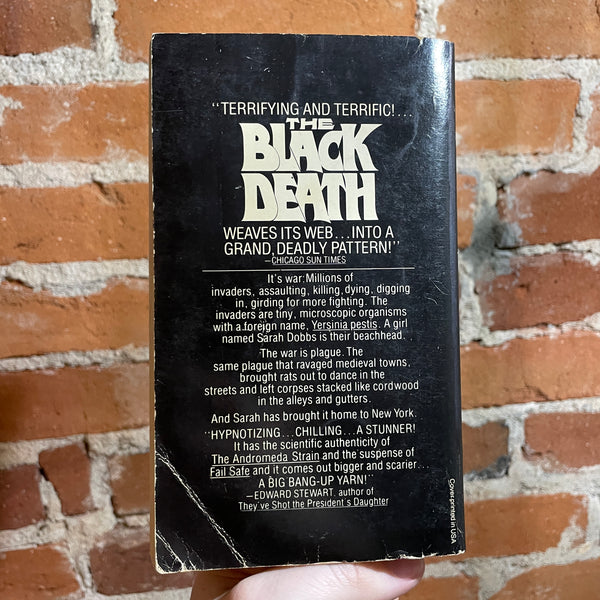 "TERRIFYING AND TERRIFIC!...
THE
BLACK
DEATH
WEAVES ITS WEB...INTO A
GRAND, DEADLY PATTERN!"
—CHICAGO SUN TIMES
It's war: Millions of
invaders, assaulting, killing, dying, digging
in, girding for more fighting. The
invaders are tiny, microscopic organisms
with a foreign name, Yersinia pestis. A girl
named Sarah Dobbs is their beachhead.
The war is plague. The
same plague that ravaged medieval towns,
brought rats out to dance in the
streets and left corpses stacked like cordwood
in the alleys and gutters.
And Sarah has brought it home to New York.
"HYPNOTIZING...CHILLING...A STUNNER!
It has the scientific authenticity of
The Andromeda Strain and the suspense of
Fail Safe and it comes out bigger and scarier...
A BIG BANG-UP YARN!"
—EDWARD STEWART, author of
They've Shot the President's Daughter
Cover printed in USA